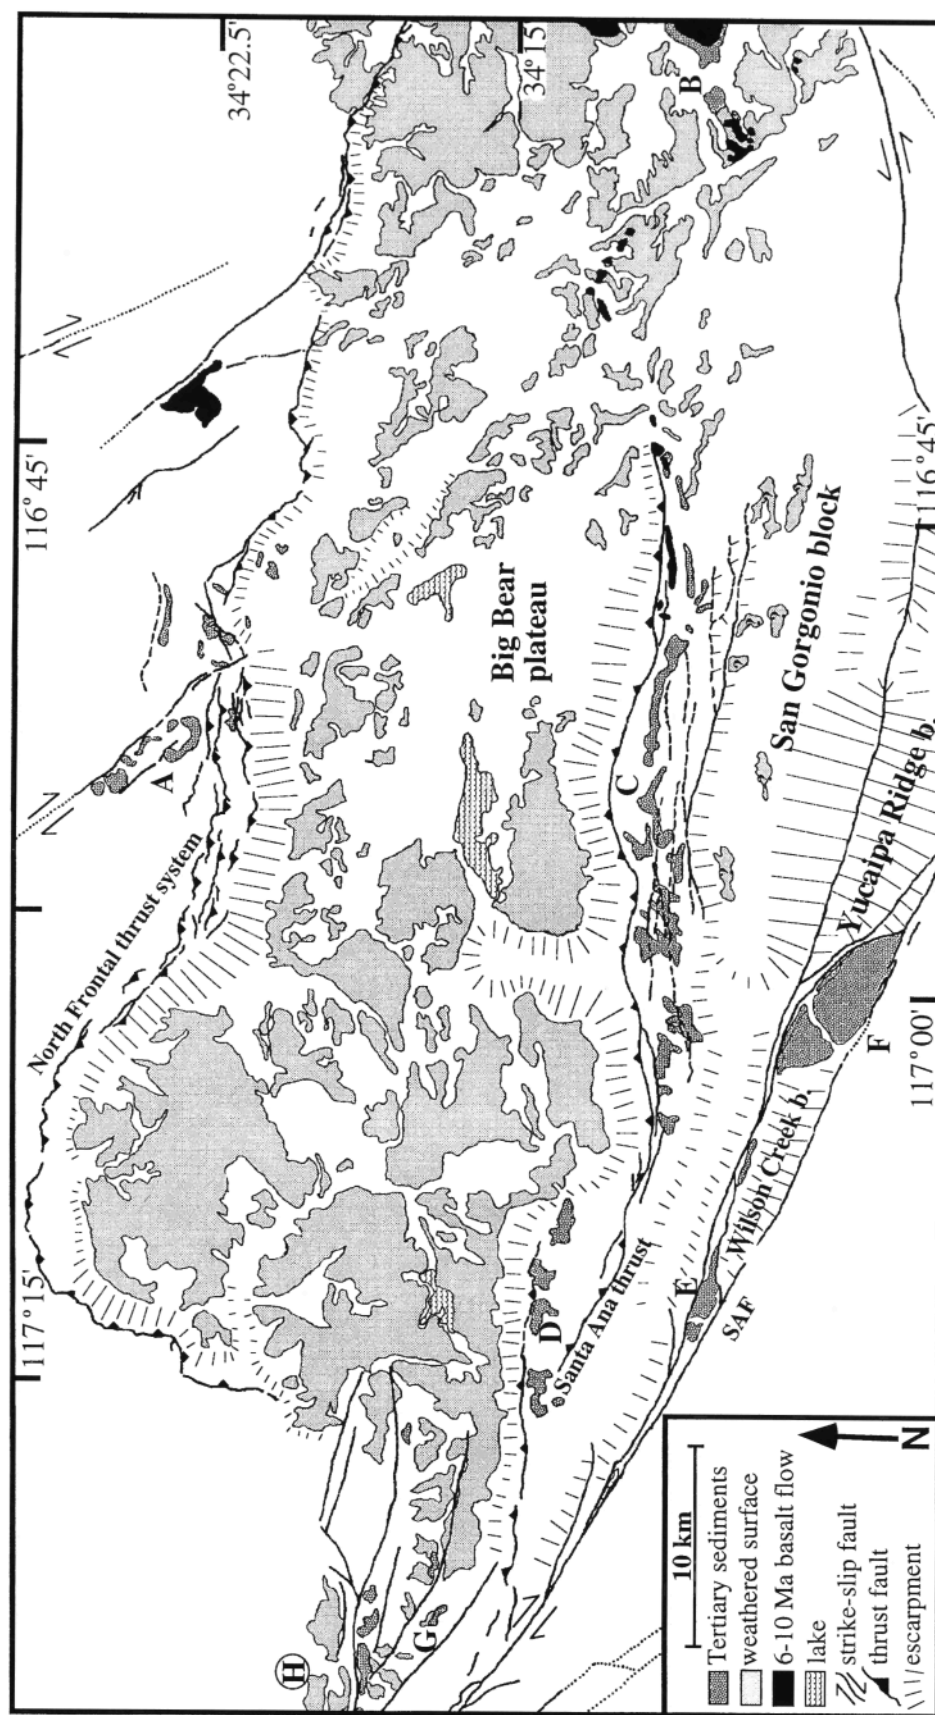 117° 15'
116° 45'
34° 22.5'
34° 15'
North Frontal thrust system
A
B
Big Bear
plateau
C
San Gorgonio block
Yucaipa Ridge b.
H
G
D
Santa Ana thrust
E
Wilson Creek b.
SAF
F
117° 00'
116° 45'
10 km
N
Tertiary sediments
weathered surface
6-10 Ma basalt flow
lake
strike-slip fault
thrust fault
escarpment